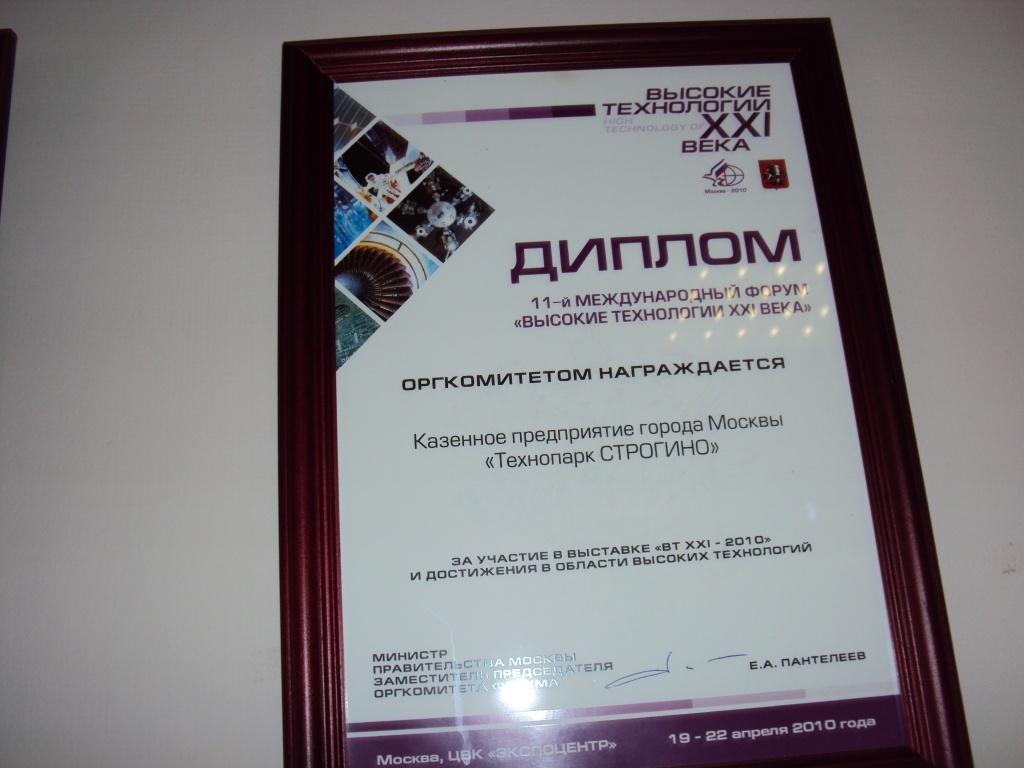 ВЫСОКИЕ
ТЕХНОЛОГИИ
HIGH
TECHNOLOGY OF
XXI
ВЕКА
Москва - 2010
ДИПЛОМ
11-й МЕЖДУНАРОДНЫЙ ФОРУМ
«ВЫСОКИЕ ТЕХНОЛОГИИ XXI ВЕКА»
ОРГКОМИТЕТОМ НАГРАЖДАЕТСЯ
Казенное предприятие города Москвы
«Технопарк СТРОГИНО»
ЗА УЧАСТИЕ В ВЫСТАВКЕ «ВТ XXI - 2010»
И ДОСТИЖЕНИЯ В ОБЛАСТИ ВЫСОКИХ ТЕХНОЛОГИЙ
МИНИСТР
ПРАВИТЕЛЬСТВА МОСКВЫ
ЗАМЕСТИТЕЛЬ ПРЕДСЕДАТЕЛЯ
ОРГКОМИТЕТА ФОРУМА
Е.А. ПАНТЕЛЕЕВ
Москва, ЦВК «ЭКСПОЦЕНТР»
19 - 22 апреля 2010 года